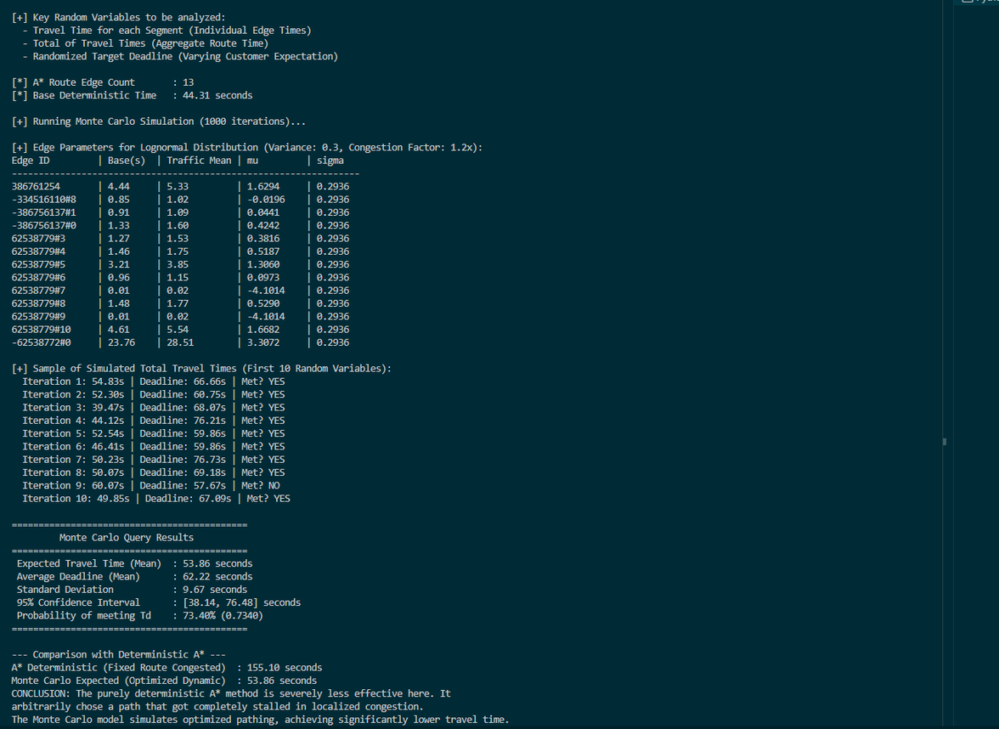 [+] Key Random Variables to be analyzed:
  - Travel Time for each Segment (Individual Edge Times)
  - Total of Travel Times (Aggregate Route Time)
  - Randomized Target Deadline (Varying Customer Expectation)
[*] A* Route Edge Count       : 13
[*] Base Deterministic Time   : 44.31 seconds
[+] Running Monte Carlo Simulation (1000 iterations)...
[+] Edge Parameters for Lognormal Distribution (Variance: 0.3, Congestion Factor: 1.2x):
Edge ID         | Base(s)  | Traffic Mean | mu         | sigma
------------------------------------------------------------------
386761254       | 4.44     | 5.33         | 1.6294     | 0.2936
-334516110#8    | 0.85     | 1.02         | -0.0196    | 0.2936
-386756137#1    | 0.91     | 1.09         | 0.0441     | 0.2936
-386756137#0    | 1.33     | 1.60         | 0.4242     | 0.2936
62538779#3      | 1.27     | 1.53         | 0.3816     | 0.2936
62538779#4      | 1.46     | 1.75         | 0.5187     | 0.2936
62538779#5      | 3.21     | 3.85         | 1.3060     | 0.2936
62538779#6      | 0.96     | 1.15         | 0.0973     | 0.2936
62538779#7      | 0.01     | 0.02         | -4.1014    | 0.2936
62538779#8      | 1.48     | 1.77         | 0.5290     | 0.2936
62538779#9      | 0.01     | 0.02         | -4.1014    | 0.2936
62538779#10     | 4.61     | 5.54         | 1.6682     | 0.2936
-62538772#0     | 23.76    | 28.51        | 3.3072     | 0.2936
[+] Sample of Simulated Total Travel Times (First 10 Random Variables):
  Iteration 1: 54.83s | Deadline: 66.66s | Met? YES
  Iteration 2: 52.30s | Deadline: 60.75s | Met? YES
  Iteration 3: 39.47s | Deadline: 68.07s | Met? YES
  Iteration 4: 44.12s | Deadline: 76.21s | Met? YES
  Iteration 5: 52.54s | Deadline: 59.86s | Met? YES
  Iteration 6: 46.41s | Deadline: 59.86s | Met? YES
  Iteration 7: 50.23s | Deadline: 76.73s | Met? YES
  Iteration 8: 50.07s | Deadline: 69.18s | Met? YES
  Iteration 9: 60.07s | Deadline: 57.67s | Met? NO
  Iteration 10: 49.85s | Deadline: 67.09s | Met? YES
=============================================
         Monte Carlo Query Results
=============================================
 Expected Travel Time (Mean)  : 53.86 seconds
 Average Deadline (Mean)      : 62.22 seconds
 Standard Deviation           : 9.67 seconds
 95% Confidence Interval      : [38.14, 76.48] seconds
 Probability of meeting Td    : 73.40% (0.7340)
=============================================
--- Comparison with Deterministic A* ---
A* Deterministic (Fixed Route Congested)  : 155.10 seconds
Monte Carlo Expected (Optimized Dynamic)  : 53.86 seconds
CONCLUSION: The purely deterministic A* method is severely less effective here. It
arbitrarily chose a path that got completely stalled in localized congestion.
The Monte Carlo model simulates optimized pathing, achieving significantly lower travel time.